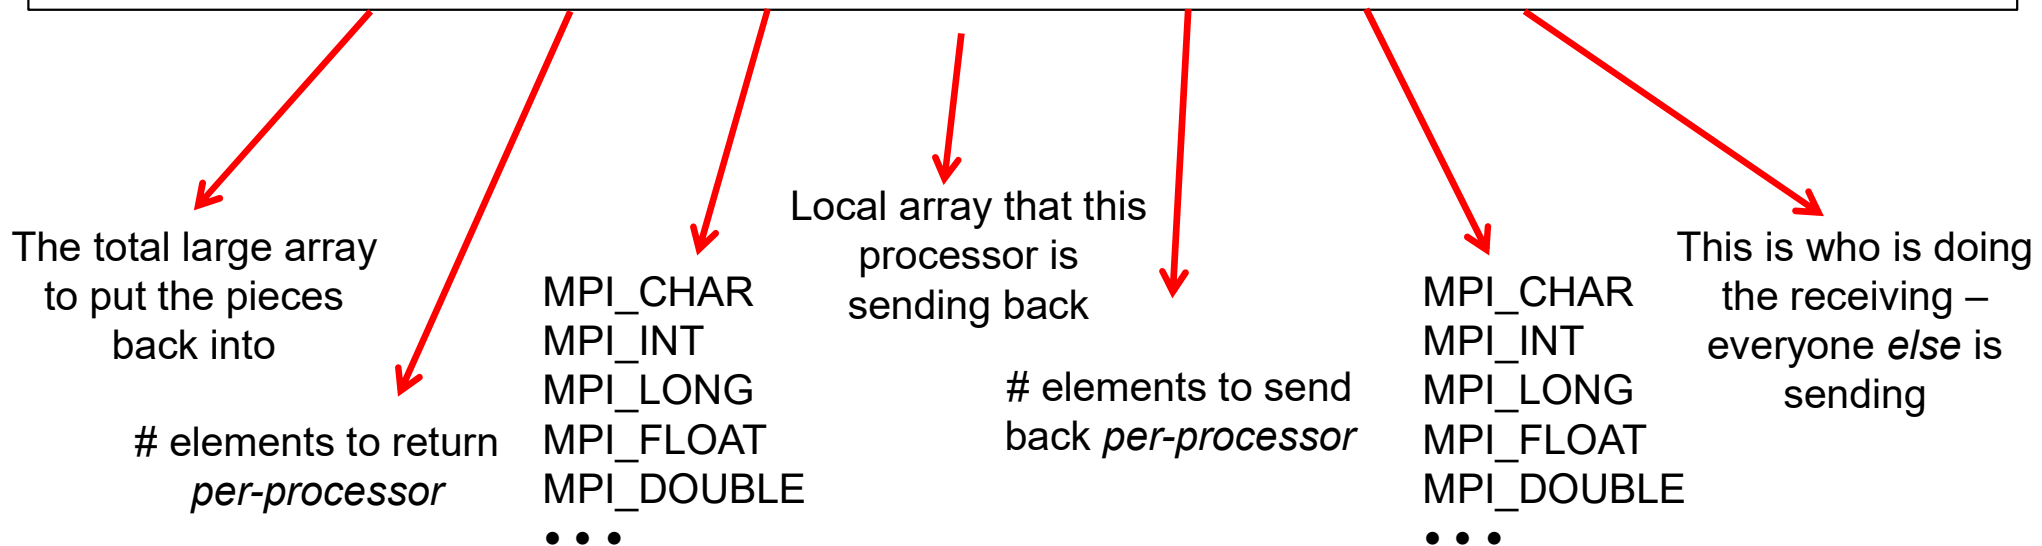 The total large array
to put the pieces
back into
# elements to return
per-processor
MPI_CHAR
MPI_INT
MPI_LONG
MPI_FLOAT
MPI_DOUBLE
• • •
Local array that this
processor is
sending back
# elements to send
back per-processor
MPI_CHAR
MPI_INT
MPI_LONG
MPI_FLOAT
MPI_DOUBLE
• • •
This is who is doing
the receiving –
everyone else is
sending